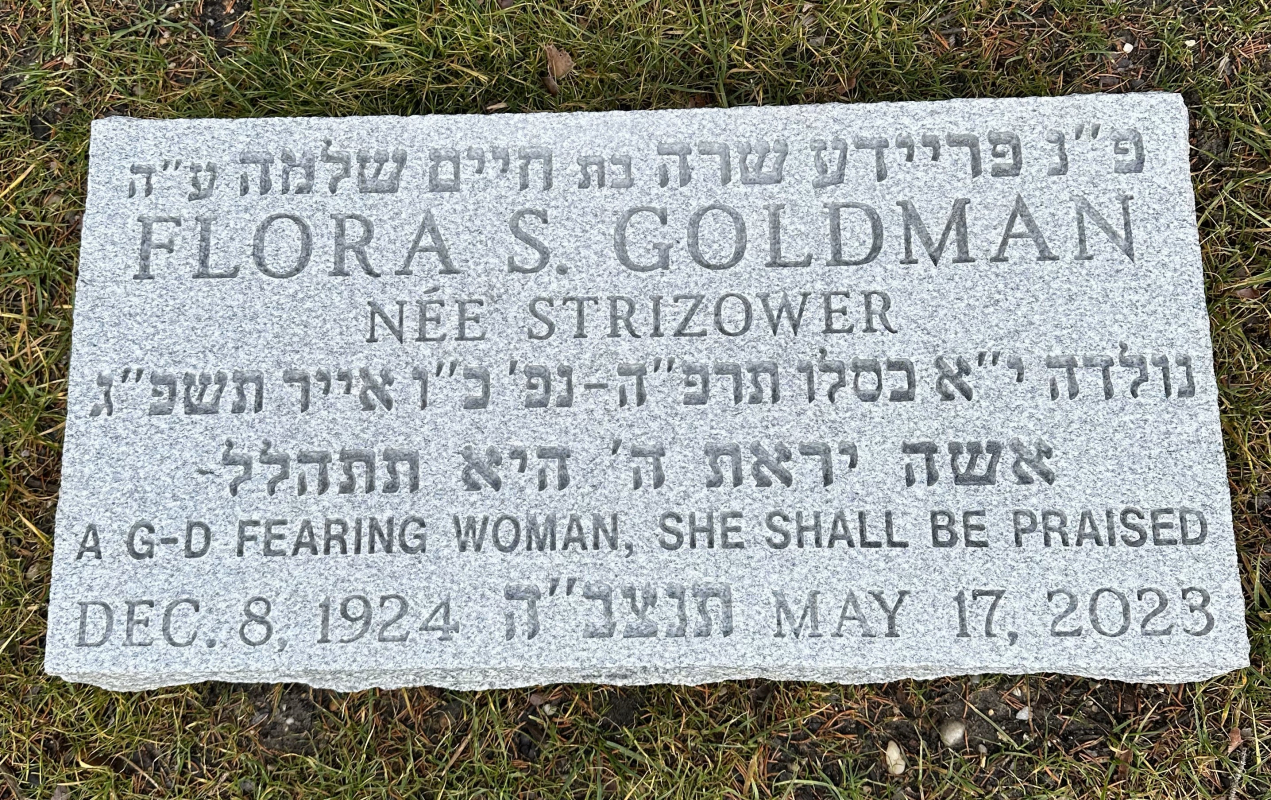 פ״נ פריידע שרה בת חיים שלמה ע״ה
FLORA S. GOLDMAN
NÉE STRIZOWER
נולדה י״א כסלו תרפ״ה-נפ' כ״ו אייר תשפ״ג
אשה יראת ה' היא תתהלל-
A G-D FEARING WOMAN, SHE SHALL BE PRAISED
DEC. 8, 1924 תנצב״ה MAY 17, 2023